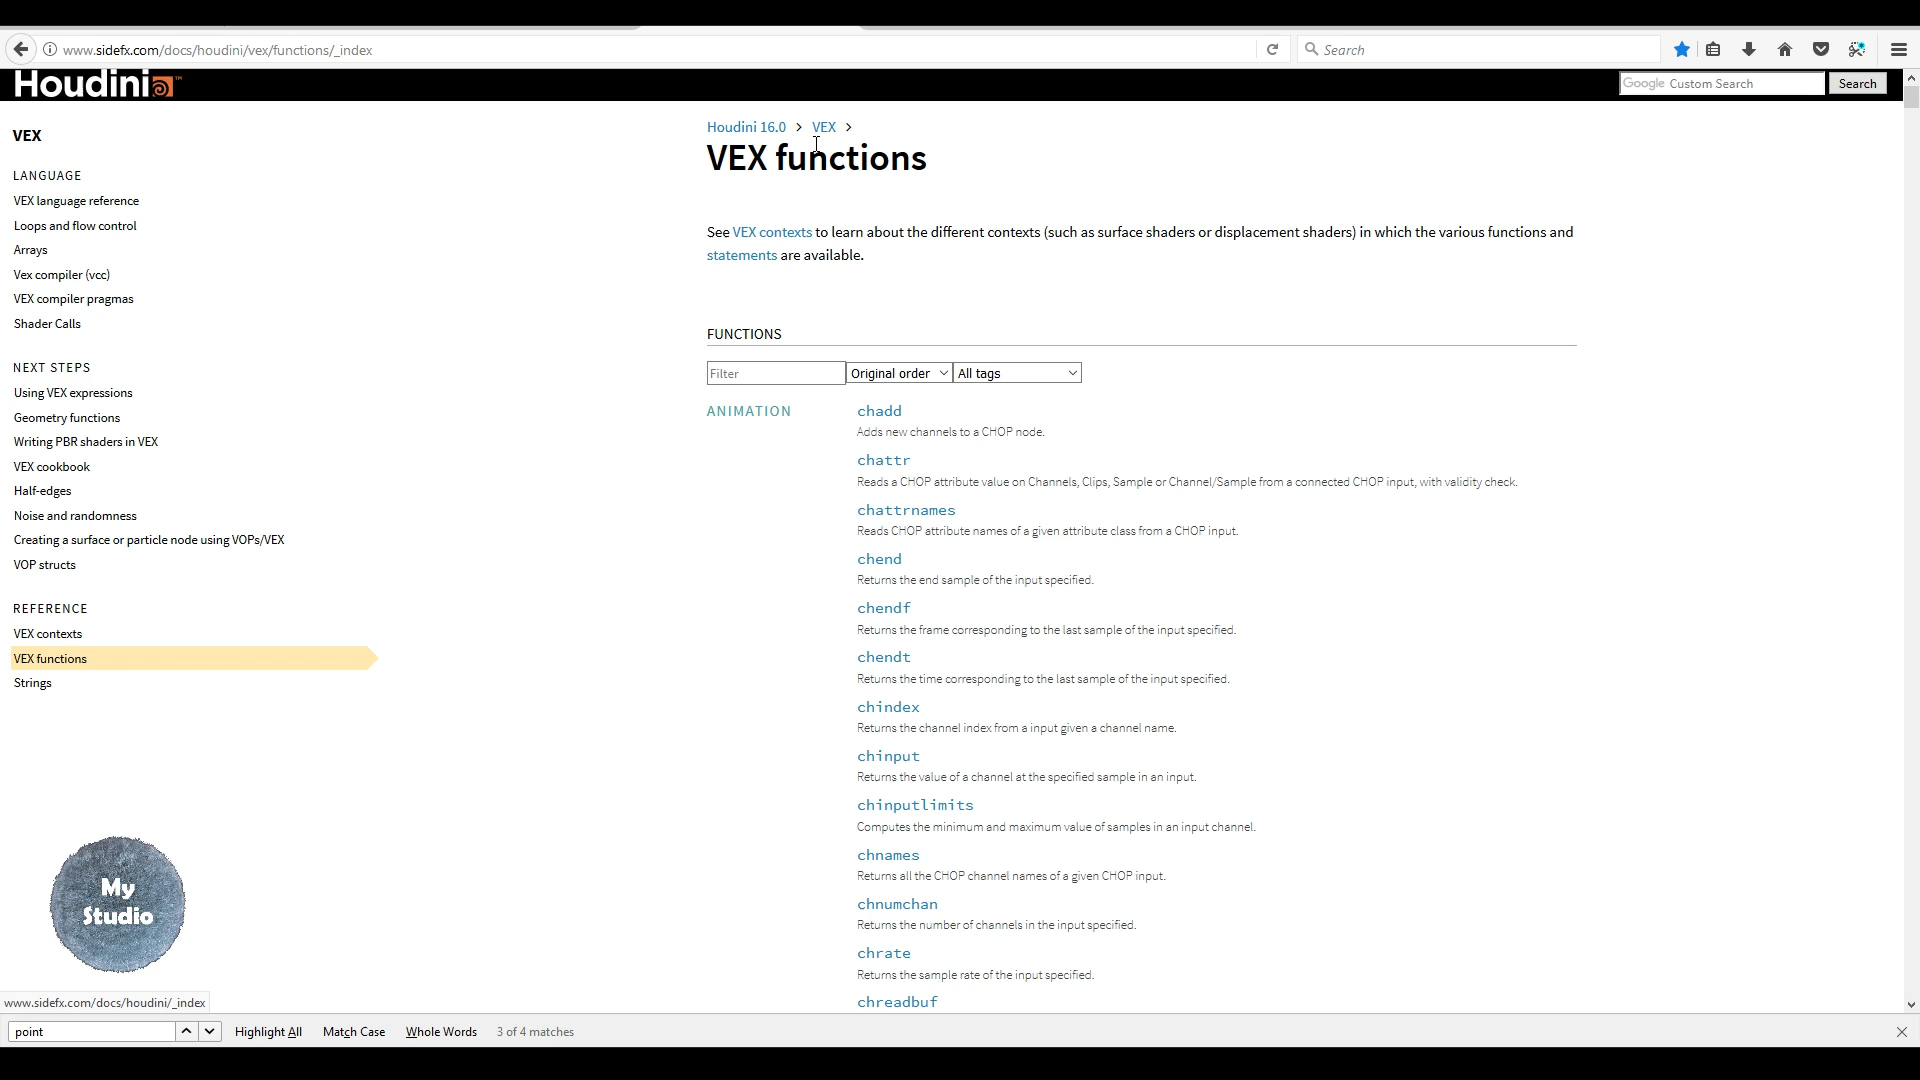 www.sidefx.com/docs/houdini/vex/functions/_index
Search
Houdini™
Google Custom Search
Search
VEX
LANGUAGE
VEX language reference
Loops and flow control
Arrays
Vex compiler (vcc)
VEX compiler pragmas
Shader Calls
NEXT STEPS
Using VEX expressions
Geometry functions
Writing PBR shaders in VEX
VEX cookbook
Half-edges
Noise and randomness
Creating a surface or particle node using VOPs/VEX
VOP structs
REFERENCE
VEX contexts
VEX functions
Strings
Houdini 16.0 > VEX >
VEX functions
See VEX contexts to learn about the different contexts (such as surface shaders or displacement shaders) in which the various functions and
statements are available.
FUNCTIONS
Filter
Original order
All tags
ANIMATION
chadd
Adds new channels to a CHOP node.
chattr
Reads a CHOP attribute value on Channels, Clips, Sample or Channel/Sample from a connected CHOP input, with validity check.
chattrnames
Reads CHOP attribute names of a given attribute class from a CHOP input.
chend
Returns the end sample of the input specified.
chendf
Returns the frame corresponding to the last sample of the input specified.
chendt
Returns the time corresponding to the last sample of the input specified.
chindex
Returns the channel index from a input given a channel name.
chinput
Returns the value of a channel at the specified sample in an input.
chinputlimits
Computes the minimum and maximum value of samples in an input channel.
chnames
Returns all the CHOP channel names of a given CHOP input.
chnumchan
Returns the number of channels in the input specified.
chrate
Returns the sample rate of the input specified.
chreadbuf
My
Studio
www.sidefx.com/docs/houdini/_index
point
Highlight All
Match Case
Whole Words
3 of 4 matches